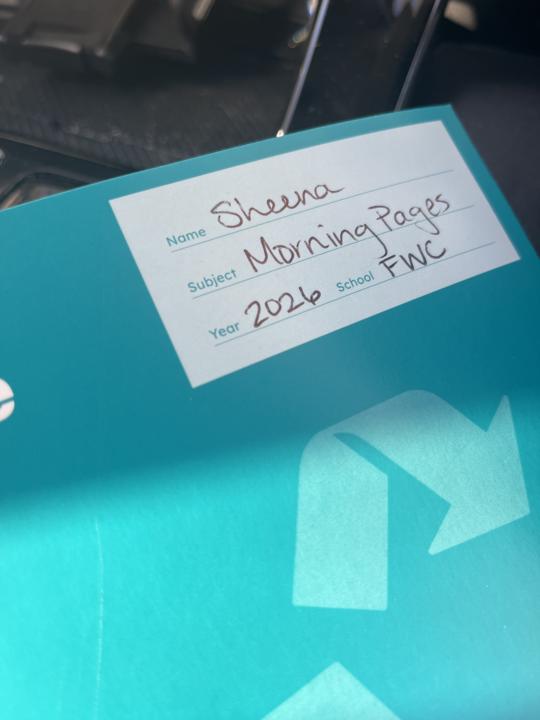 Name Sheena
Subject Morning Pages
Year 2026 School FWC